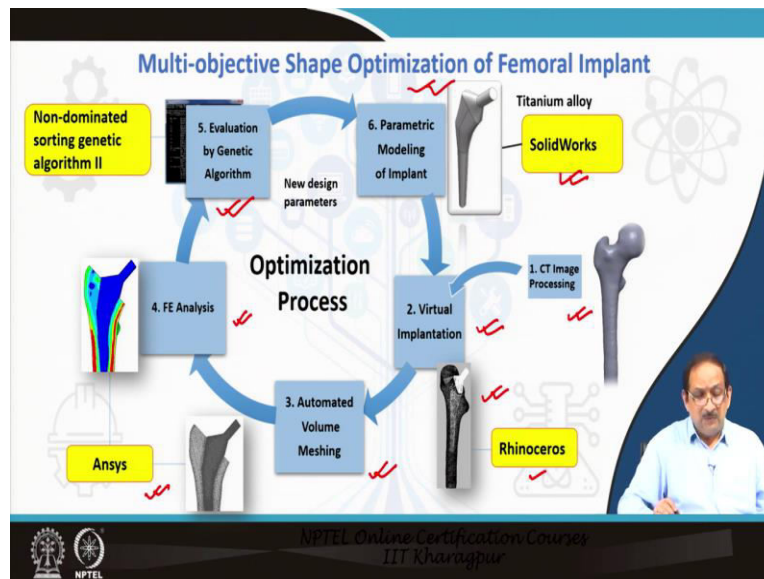 Multi-objective Shape Optimization of Femoral Implant
Non-dominated
sorting genetic
algorithm II
5. Evaluation
by Genetic
Algorithm
New design
parameters
6. Parametric
Modeling
of Implant
Titanium alloy
SolidWorks
Optimization
Process
1. CT Image
Processing
2. Virtual
Implantation
4. FE Analysis
3. Automated
Volume
Meshing
Ansys
Rhinoceros
NPTEL Online Certification Courses
IIT Kharagpur
NPTEL